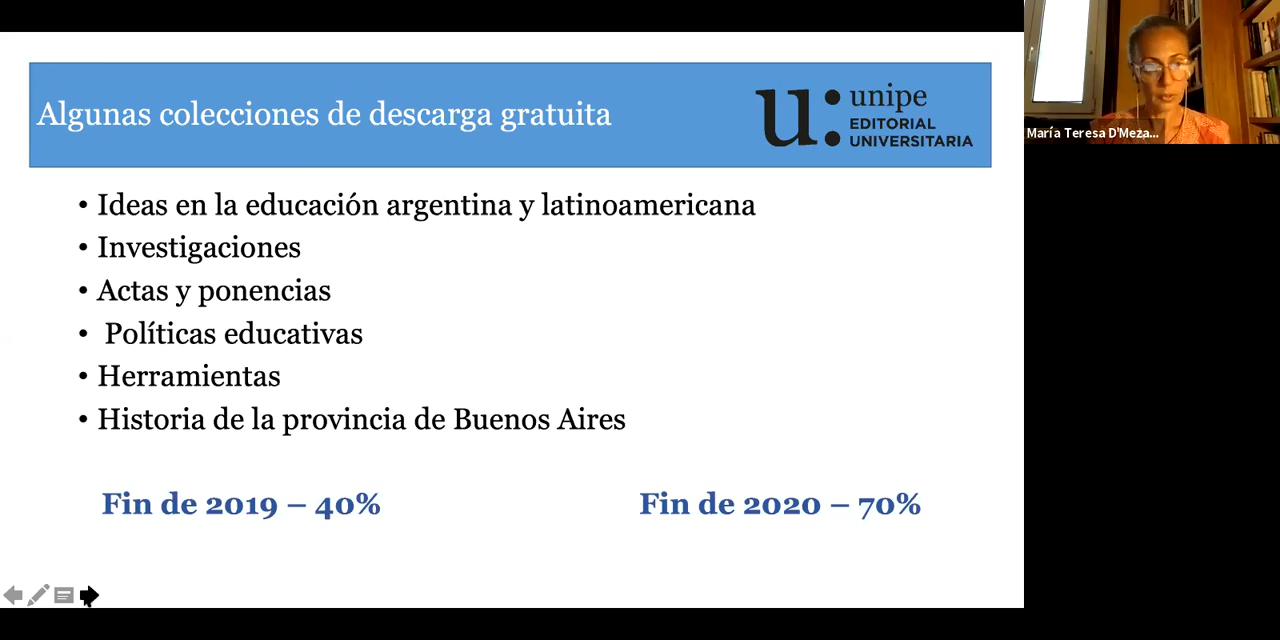 Algunas colecciones de descarga gratuita
u: unipe
EDITORIAL
UNIVERSITARIA
• Ideas en la educación argentina y latinoamericana
• Investigaciones
• Actas y ponencias
• Políticas educativas
• Herramientas
• Historia de la provincia de Buenos Aires
Fin de 2019 – 40%
Fin de 2020 – 70%
María Teresa D'Meza...